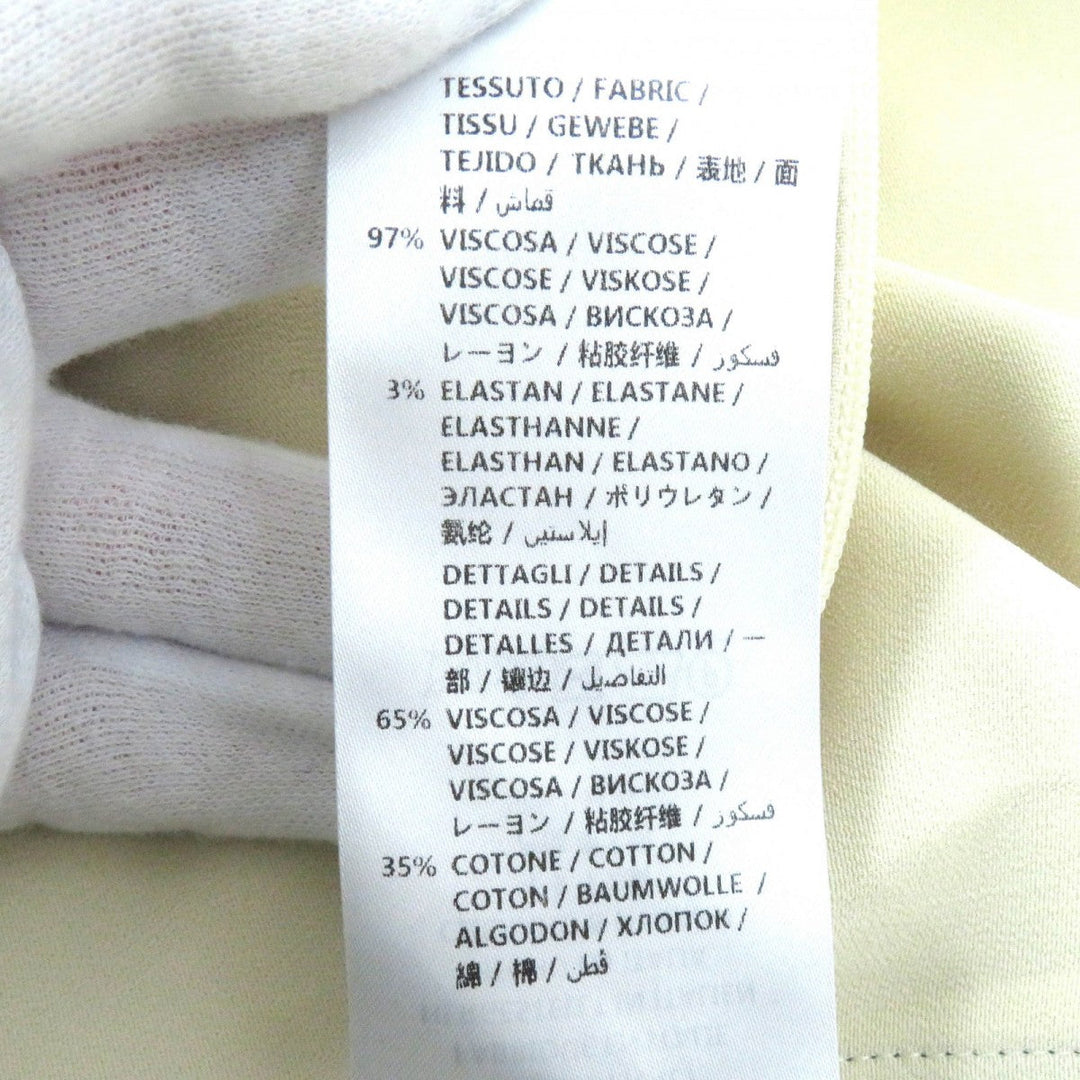 TESSUTO / FABRIC /
TISSU / GEWEBE /
TEJIDO / ТКАНЬ / 表地 / 面
料 / قماش
97% VISCOSA / VISCOSE /
VISCOSE / VISKOSE /
VISCOSA / ВИСКОЗА /
レーヨン / 粘胶纤维 / فسكور
3% ELASTAN / ELASTANE /
ELASTHANNE /
ELASTHAN / ELASTANO /
ЭЛАСТАН / ポリウレタン /
氨纶 / إيلاستين
DETTAGLI / DETAILS /
DETAILS / DETAILS /
DETALLES / ДЕТАЛИ / 一
部 / 镶边 / التفاصيل
65% VISCOSA / VISCOSE /
VISCOSE / VISKOSE /
VISCOSA / ВИСКОЗА /
レーヨン / 粘胶纤维 / فسكور
35% COTONE / COTTON /
COTON / BAUMWOLLE /
ALGODON / ХЛОПОК /
綿 / 棉 / قطن